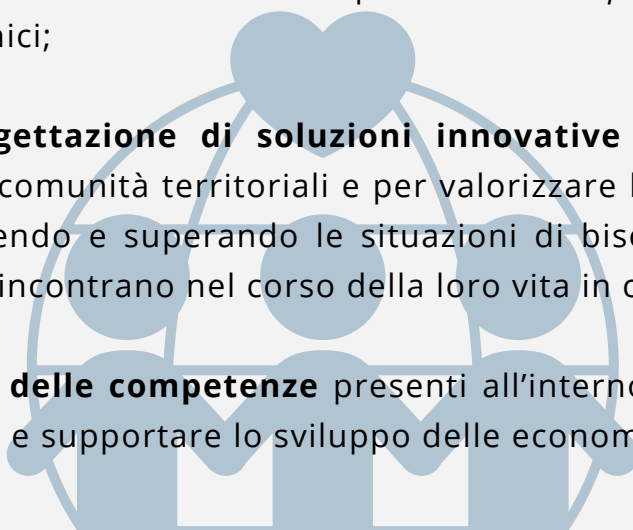 nici;
gettazione di soluzioni innovative
comunità territoriali e per valorizzare
endo e superando le situazioni di bis
incontrano nel corso della loro vita in
delle competenze presenti all'intern
e supportare lo sviluppo delle econom